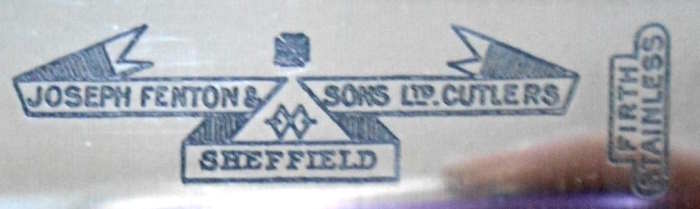 JOSEPH FENTON & SONS LTD. CUTLERS
SHEFFIELD
FIRTH
STAINLESS